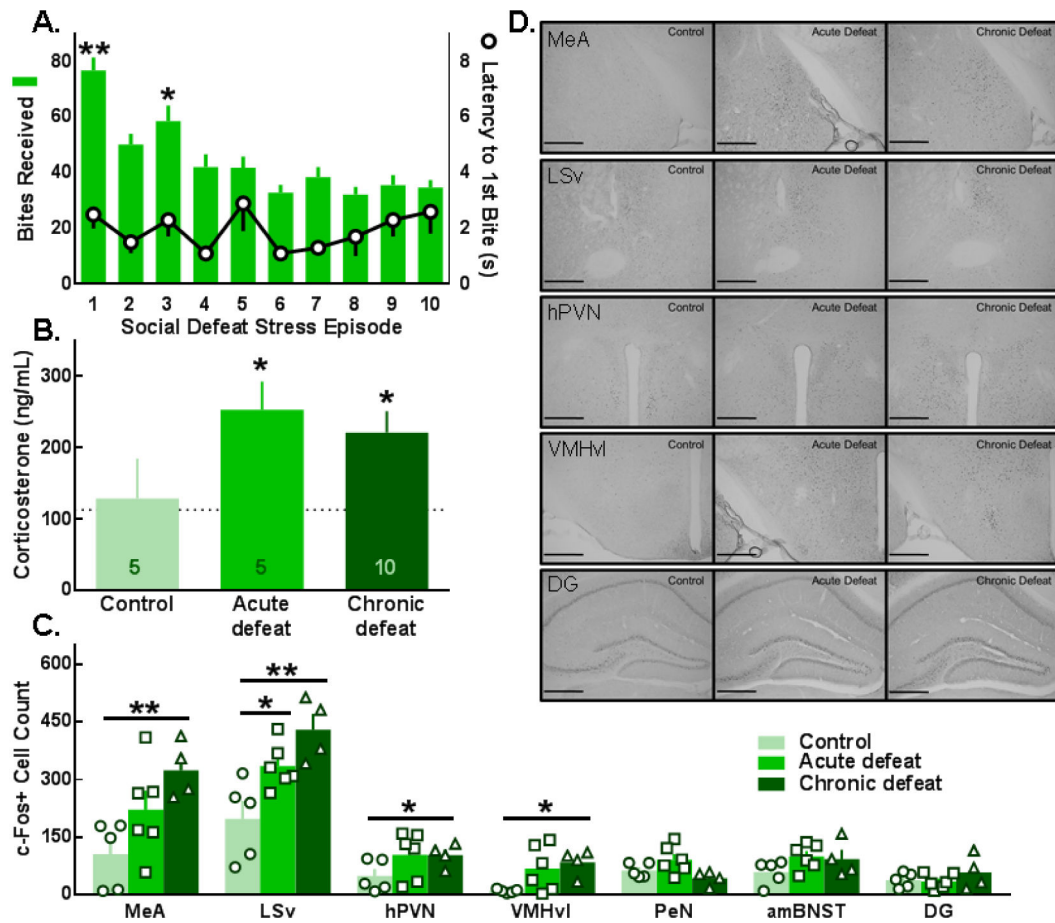 A.
**
*
80
60
40
20
0
Bites Received
8
6
4
2
0
Latency to
1st Bite (s)
1 2 3 4 5 6 7 8 9 10
Social Defeat Stress Episode
B.
*
*
300
200
100
0
Corticosterone (ng/mL)
5
5
10
Control
Acute
defeat
Chronic
defeat
C.
600
450
300
150
0
c-Fos+ Cell Count
**
**
*
*
*
Control
Acute defeat
Chronic defeat
MeA LSv hPVN VMHvl PeN amBNST DG
D.
MeA Control Acute Defeat Chronic Defeat
LSv Control Acute Defeat Chronic Defeat
hPVN Control Acute Defeat Chronic Defeat
VMHvl Control Acute Defeat Chronic Defeat
DG Control Acute Defeat Chronic Defeat